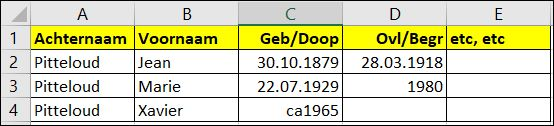 A B C D E
1 Achternaam Voornaam Geb/Doop Ovl/Begr etc, etc
2 Pitteloud Jean 30.10.1879 28.03.1918
3 Pitteloud Marie 22.07.1929 1980
4 Pitteloud Xavier ca1965